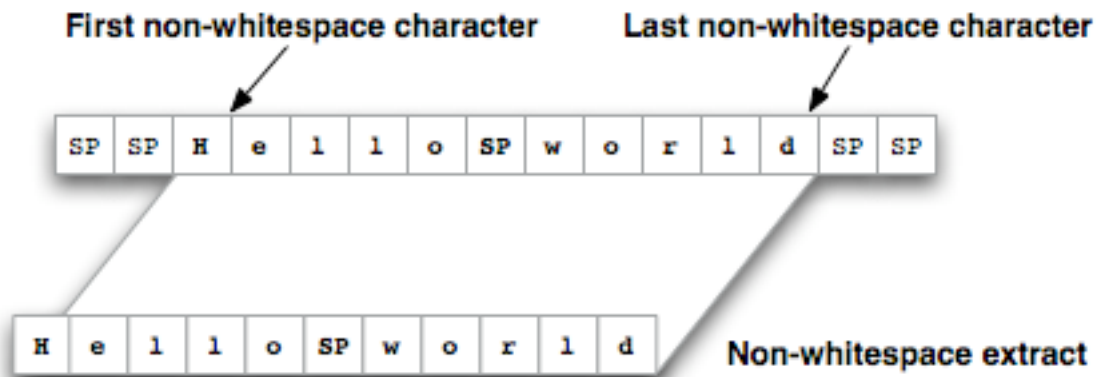 First non-whitespace character Last non-whitespace character
SP SP H e l l o SP w o r l d SP SP
H e l l o SP w o r l d
Non-whitespace extract